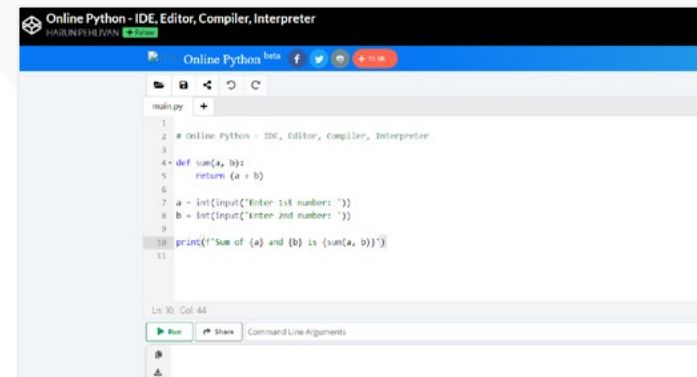 Online Python - IDE, Editor, Compiler, Interpreter
HARUN PEHLIVAN + Follow
Online Python beta
main.py +
1
2 # Online Python - IDE, Editor, Compiler, Interpreter
3
4 def sum(a, b):
5 return (a + b)
6
7 a = int(input('Enter 1st number: '))
8 b = int(input('Enter 2nd number: '))
9
10 print(f'Sum of {a} and {b} is {sum(a, b)}')
11
Ln: 10, Col: 44
Run Share Command Line Arguments